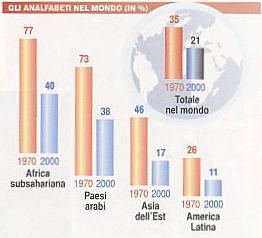 GLI ANALFABETI NEL MONDO (IN %)
77
40
1970 2000
Africa
subsahariana
73
38
1970 2000
Paesi
arabi
46
17
1970 2000
Asia
dell'Est
26
11
1970 2000
America
Latina
35
21
1970 2000
Totale
nel mondo